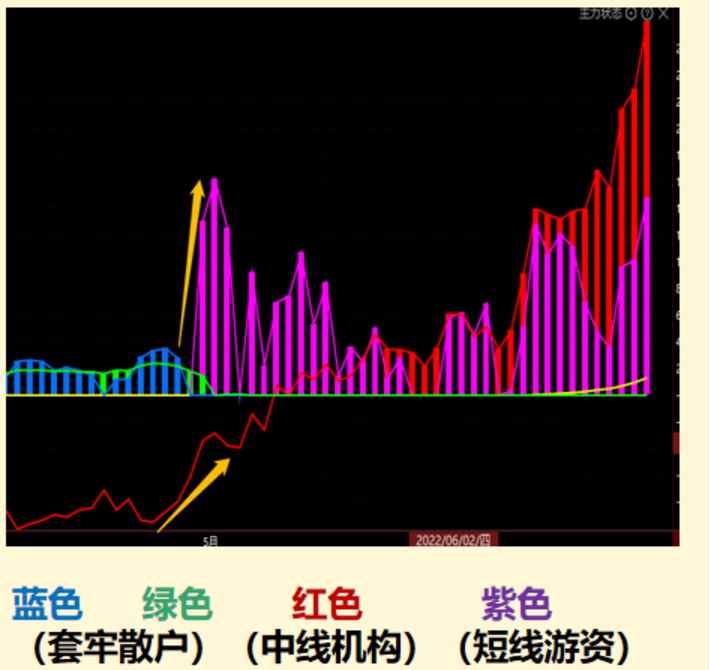 主力状态
5月
2022/06/02/四
蓝色 绿色 红色 紫色
（套牢散户）（中线机构）（短线游资）